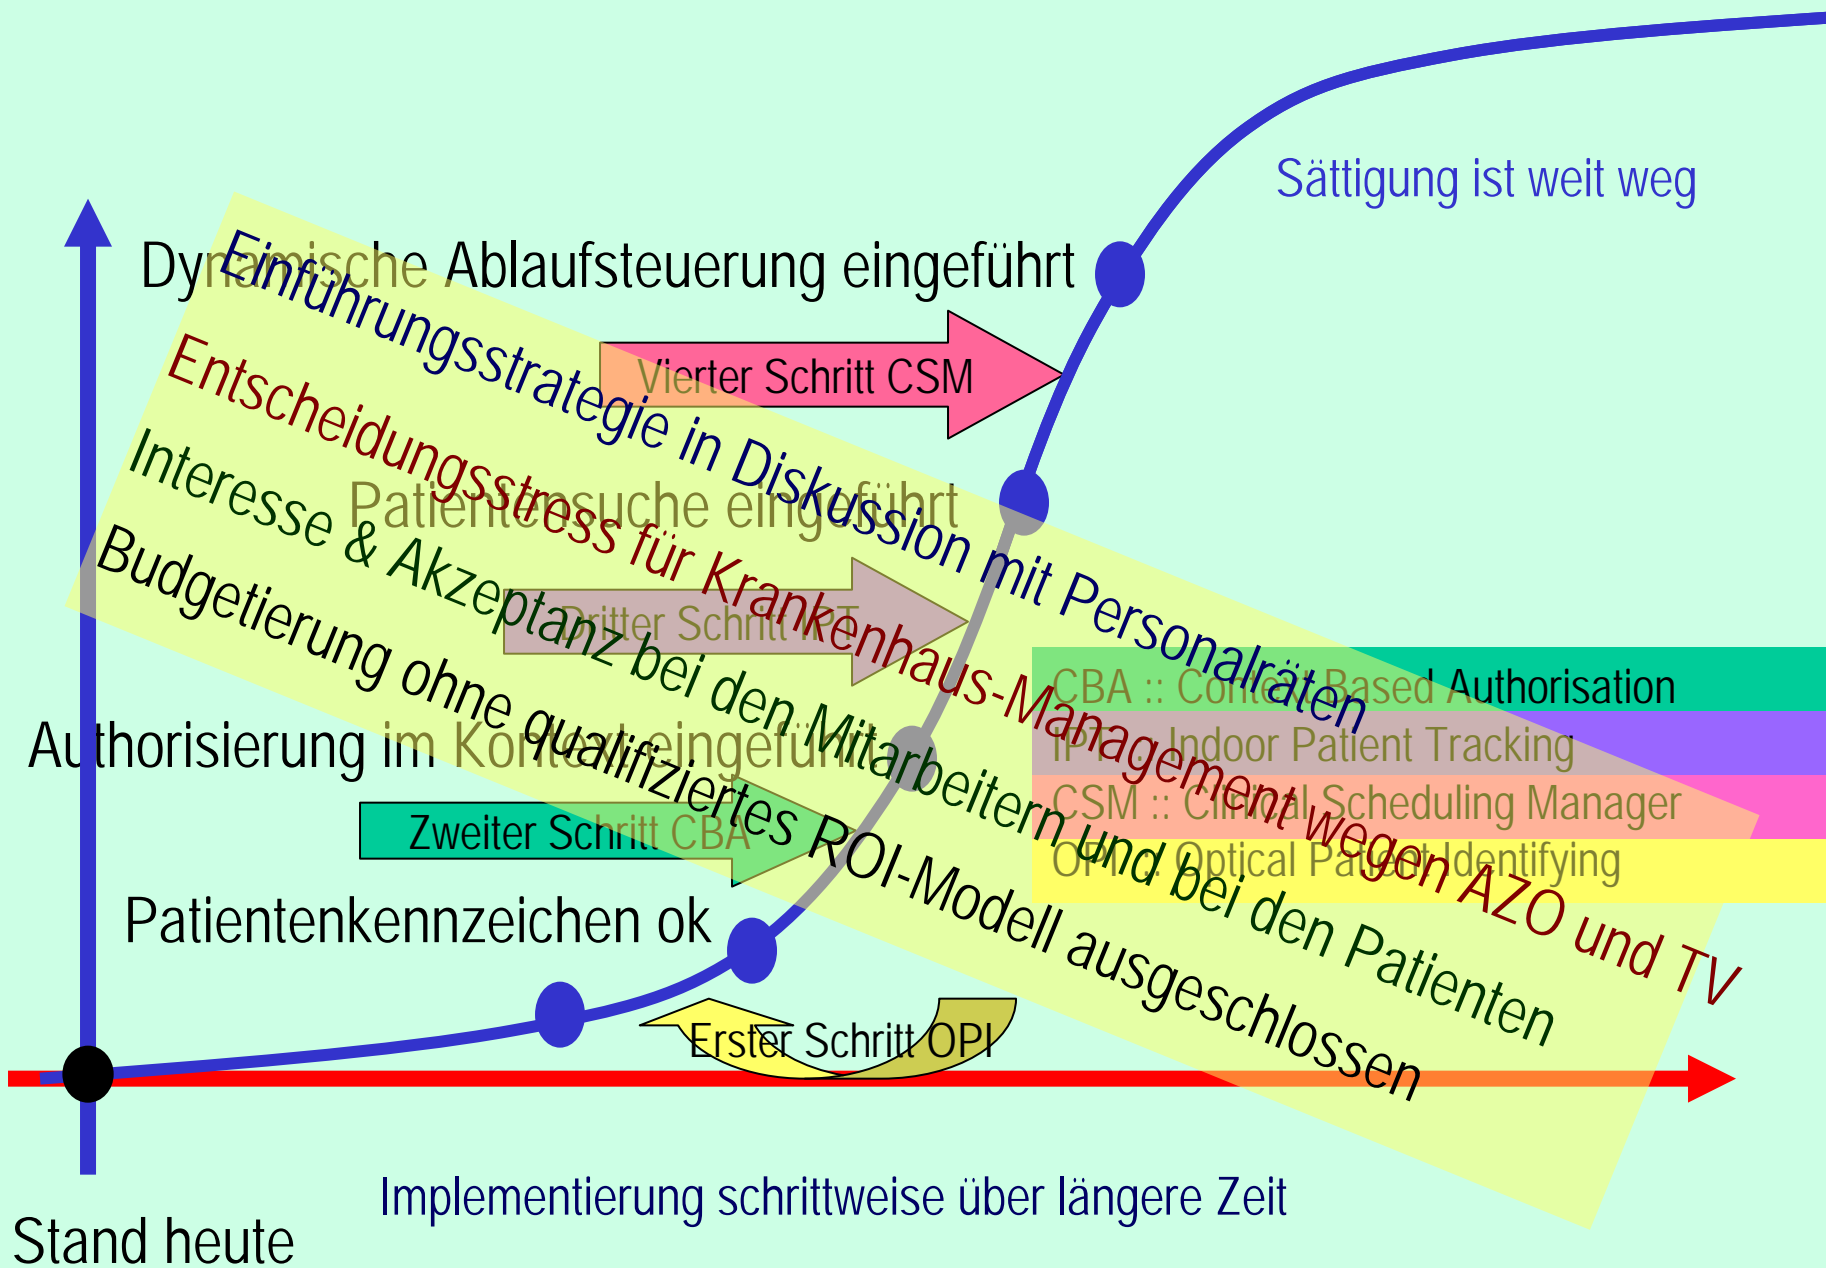 Sättigung ist weit weg
Dynamische Ablaufsteuerung eingeführt
Vierter Schritt CSM
Patientensuche eingeführt
Dritter Schritt IPT
Authorisierung im Kontext eingeführt
Zweiter Schritt CBA
Patientenkennzeichen ok
Erster Schritt OPI
CBA :: Context Based Authorisation
IPT :: Indoor Patient Tracking
CSM :: Clinical Scheduling Manager
OPI :: Optical Patient Identifying
Einführungsstrategie in Diskussion mit Personalräten
Entscheidungsstress für Krankenhaus-Management wegen AZO und TV
Interesse & Akzeptanz bei den Mitarbeitern und bei den Patienten
Budgetierung ohne qualifiziertes ROI-Modell ausgeschlossen
Implementierung schrittweise über längere Zeit
Stand heute